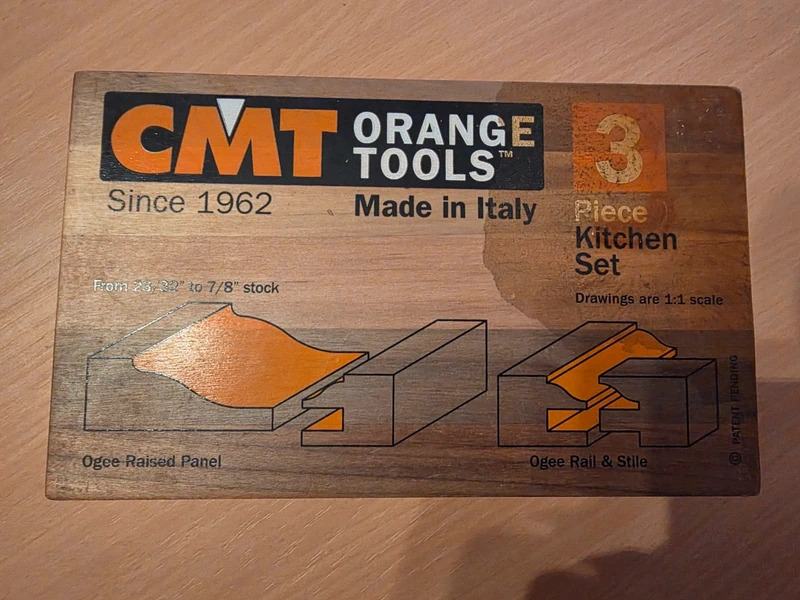 CMT ORANGE TOOLS™
Since 1962
Made in Italy
3
Piece
Kitchen
Set
From 23/32" to 7/8" stock
Drawings are 1:1 scale
Ogee Raised Panel
Ogee Rail & Stile
© PATENT PENDING